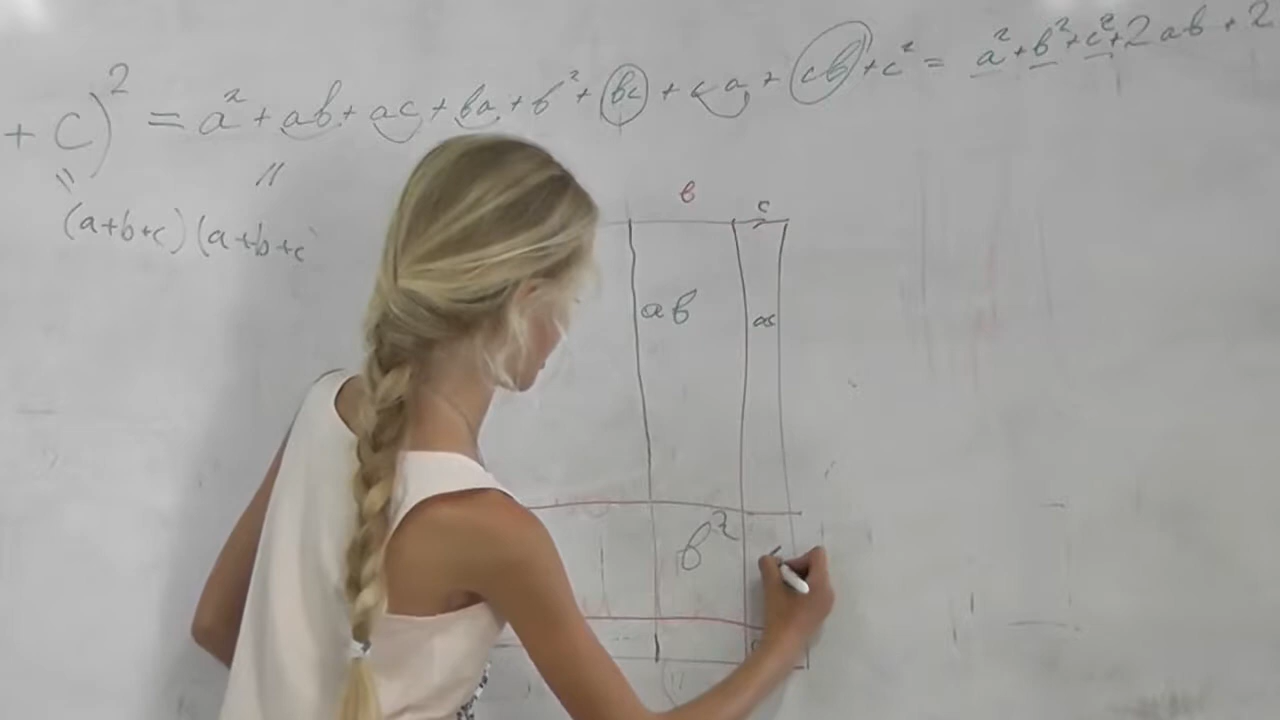 + c)² = a² + ab + ac + ba + b² + bc + ca + cb + c² = a² + b² + c² + 2ab + 2
"
"
(a+b+c)(a+b+c
b c
ab ac
b²